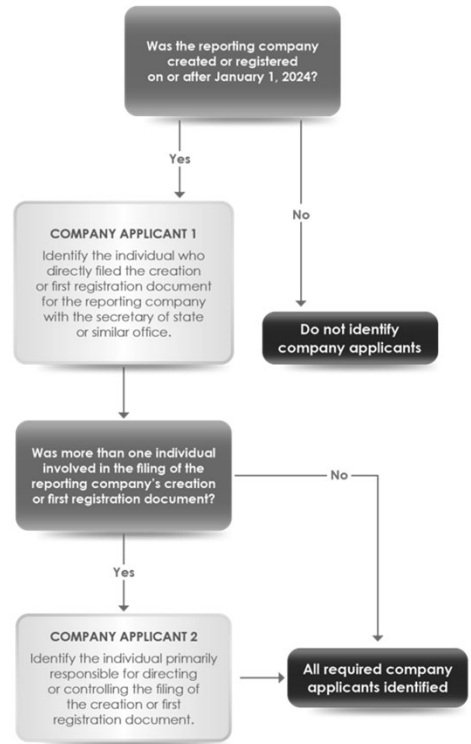 Was the reporting company
created or registered
on or after January 1, 2024?
Yes
No
COMPANY APPLICANT 1
Identify the individual who
directly filed the creation
or first registration document
for the reporting company
with the secretary of state
or similar office.
Do not identify
company applicants
Was more than one individual
involved in the filing of the
reporting company's creation
or first registration document?
No
Yes
COMPANY APPLICANT 2
Identify the individual primarily
responsible for directing
or controlling the filing of
the creation or first
registration document.
All required company
applicants identified